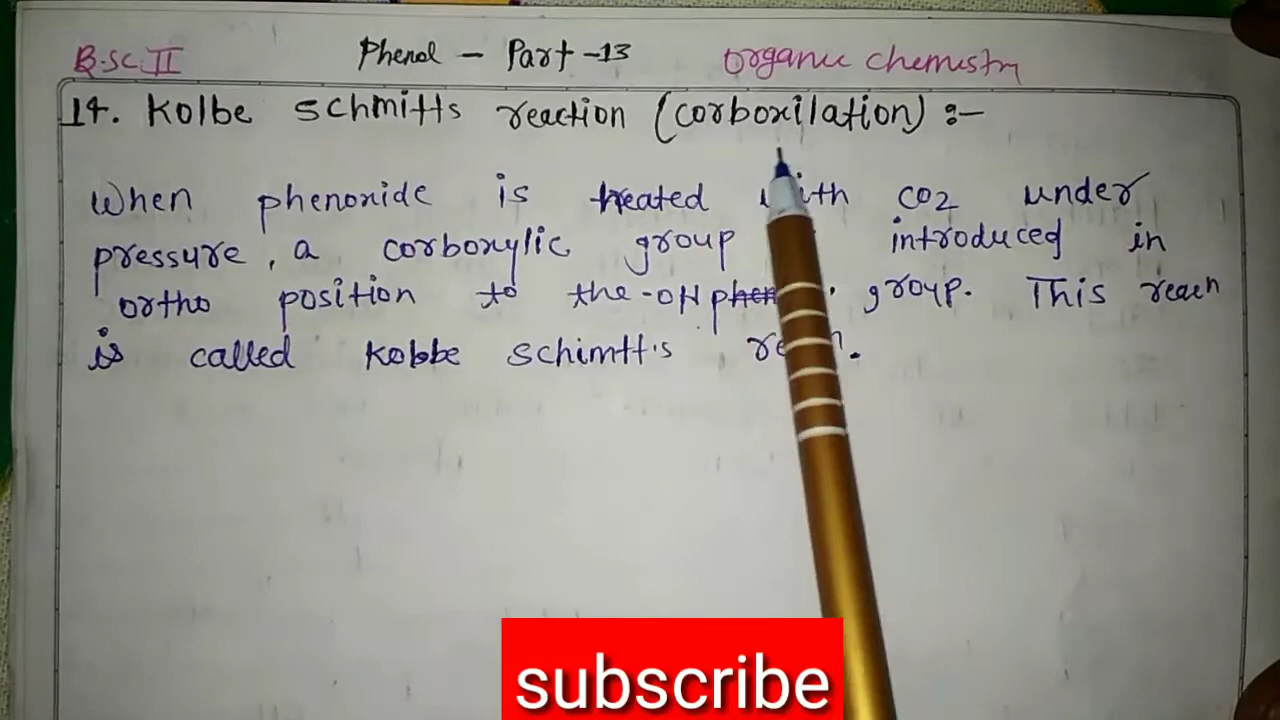 B.SC. II Phenol - Part -13 Organic chemistry
14. Kolbe Schmitts reaction (corboxilation) :-
When phenoxide is treated with CO2 under
pressure, a corboxylic group introduced in
ortho position to the -OH group. This reacn
is called Kobbe Schimtt's
subscribe